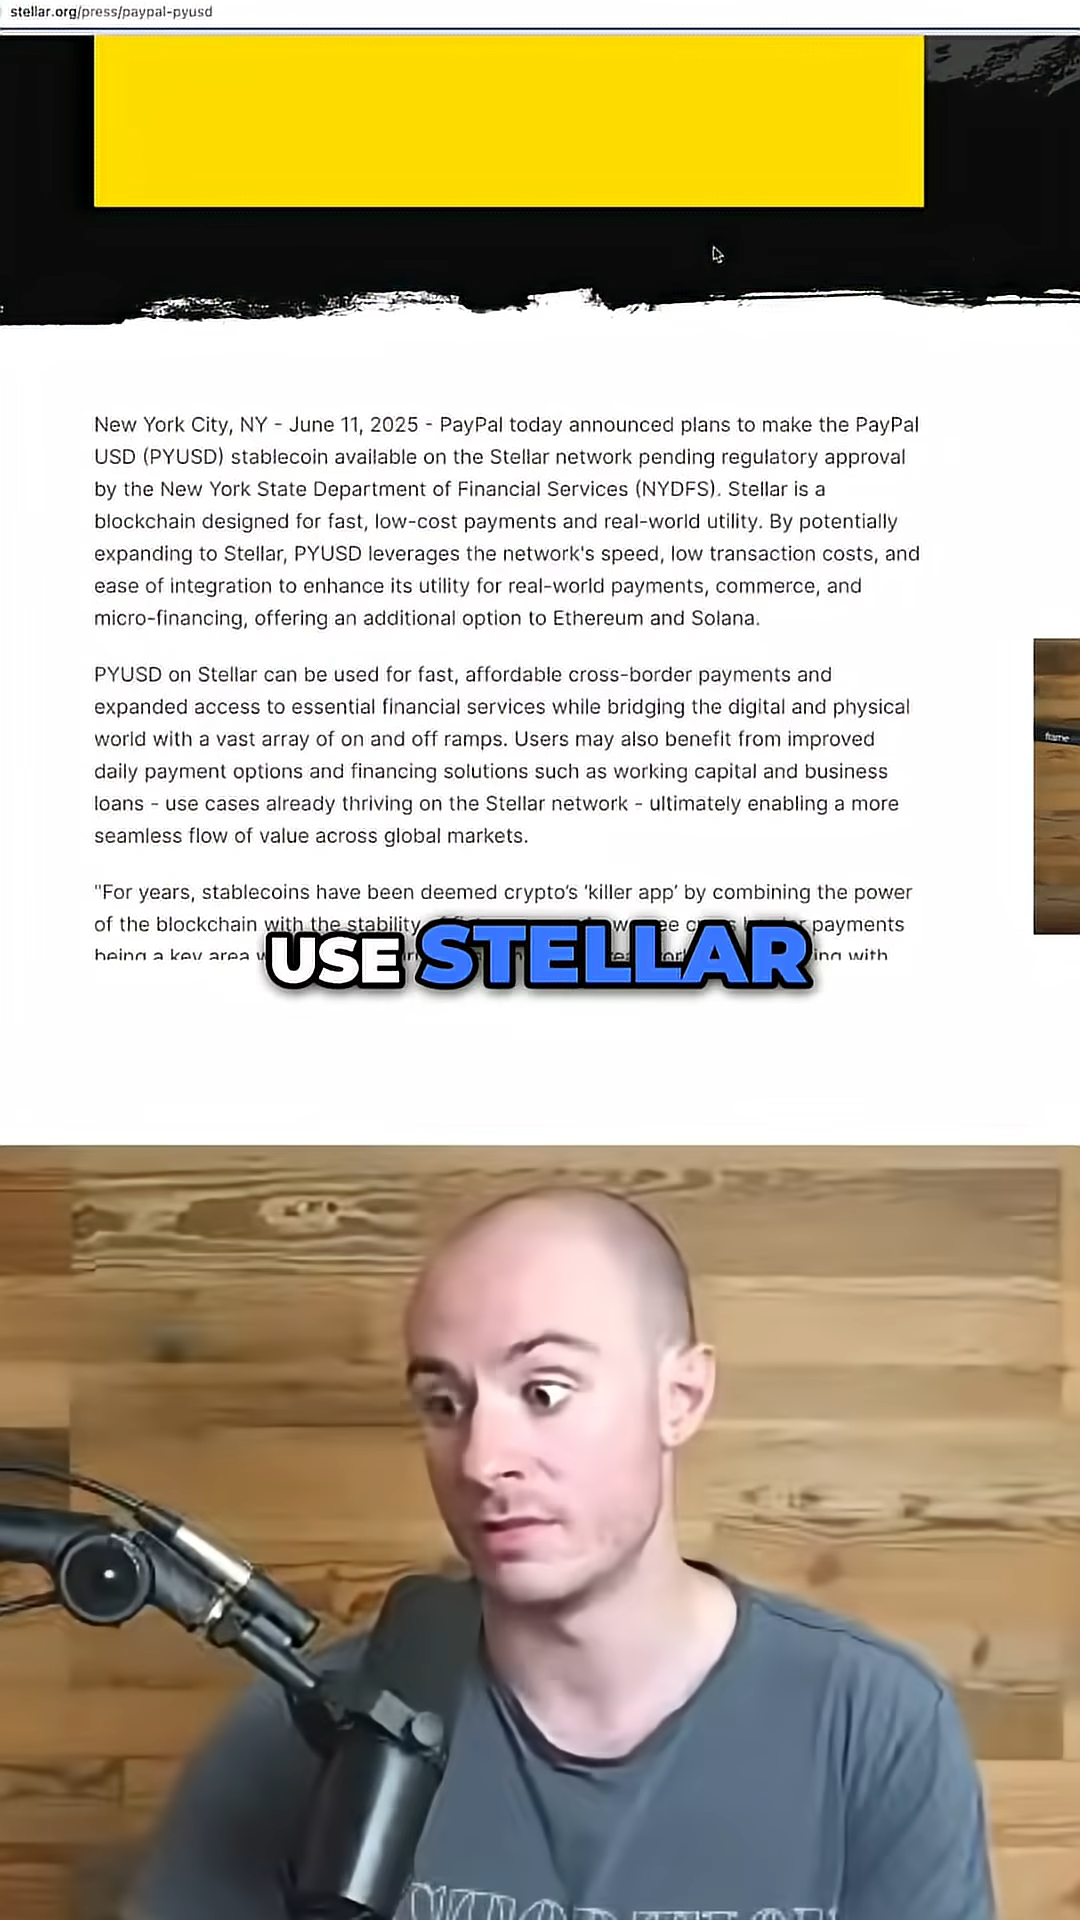 stellar.org/press/paypal-pyusd
New York City, NY - June 11, 2025 - PayPal today announced plans to make the PayPal
USD (PYUSD) stablecoin available on the Stellar network pending regulatory approval
by the New York State Department of Financial Services (NYDFS). Stellar is a
blockchain designed for fast, low-cost payments and real-world utility. By potentially
expanding to Stellar, PYUSD leverages the network's speed, low transaction costs, and
ease of integration to enhance its utility for real-world payments, commerce, and
micro-financing, offering an additional option to Ethereum and Solana.
PYUSD on Stellar can be used for fast, affordable cross-border payments and
expanded access to essential financial services while bridging the digital and physical
world with a vast array of on and off ramps. Users may also benefit from improved
daily payment options and financing solutions such as working capital and business
loans - use cases already thriving on the Stellar network - ultimately enabling a more
seamless flow of value across global markets.
"For years, stablecoins have been deemed crypto's 'killer app' by combining the power
of the blockchain with the stability payments
being a key area with
USE STELLAR
frame